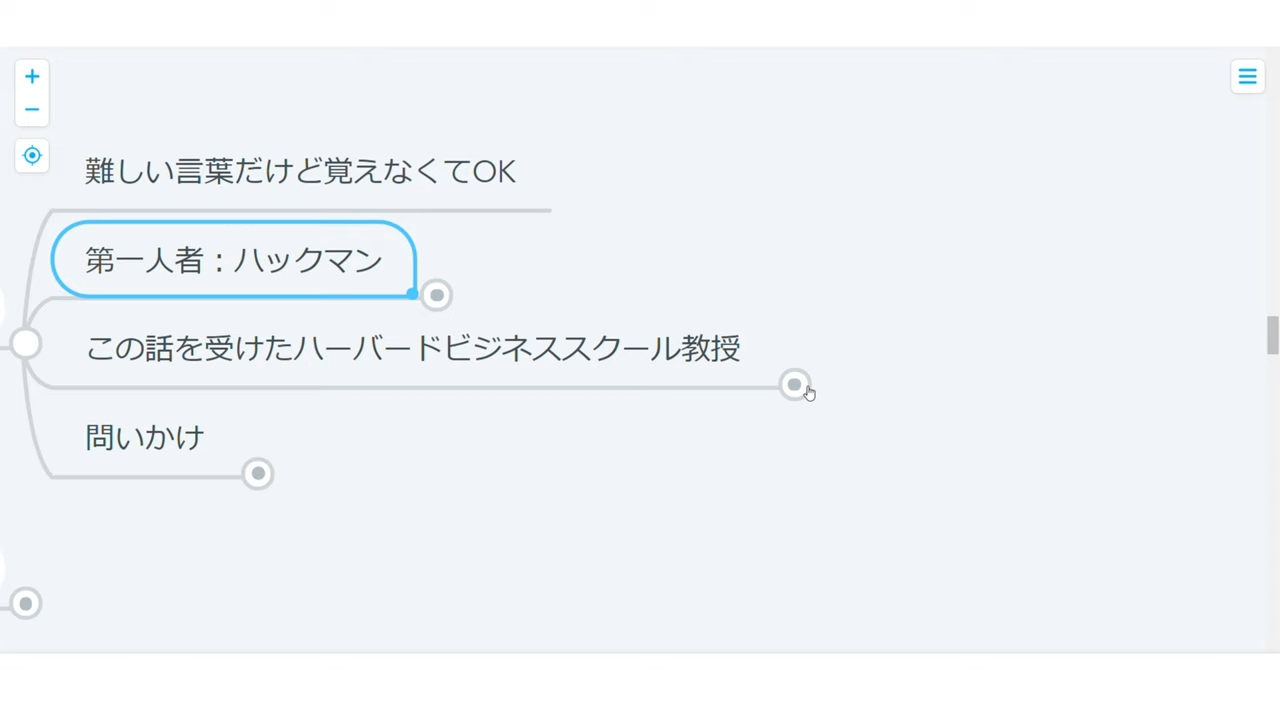 難しい言葉だけど覚えなくてOK
第一人者：ハックマン
この話を受けたハーバードビジネススクール教授
問いかけ